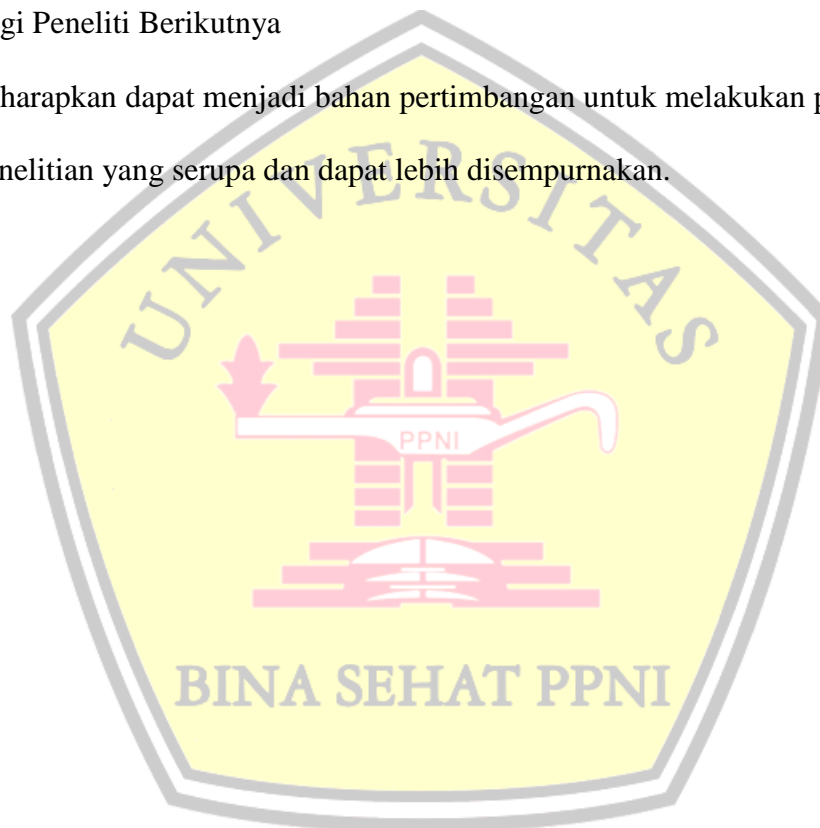 gi Peneliti Berikutnya
harapkan dapat menjadi bahan pertimbangan untuk melakukan p
nelitian yang serupa dan dapat lebih disempurnakan.
UNIVERSITAS
PPNI
BINA SEHAT PPNI